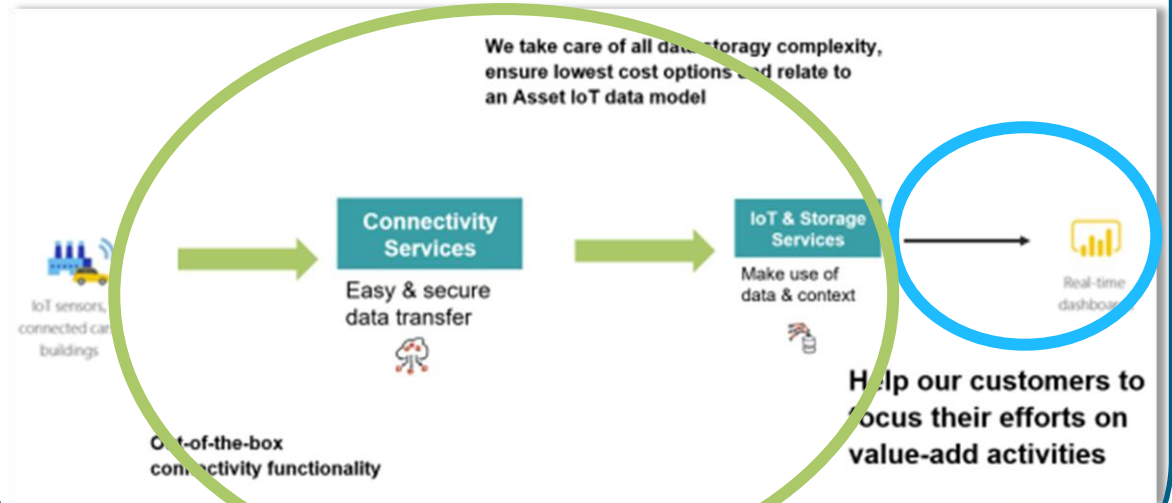 We take care of all data storagy complexity,
ensure lowest cost options and relate to
an Asset IoT data model
Connectivity
Services
Easy & secure
data transfer
IoT & Storage
Services
Make use of
data & context
IoT sensors,
connected car
buildings
Real-time
dashboar
Help our customers to
focus their efforts on
value-add activities
Out-of-the-box
connectivity functionality